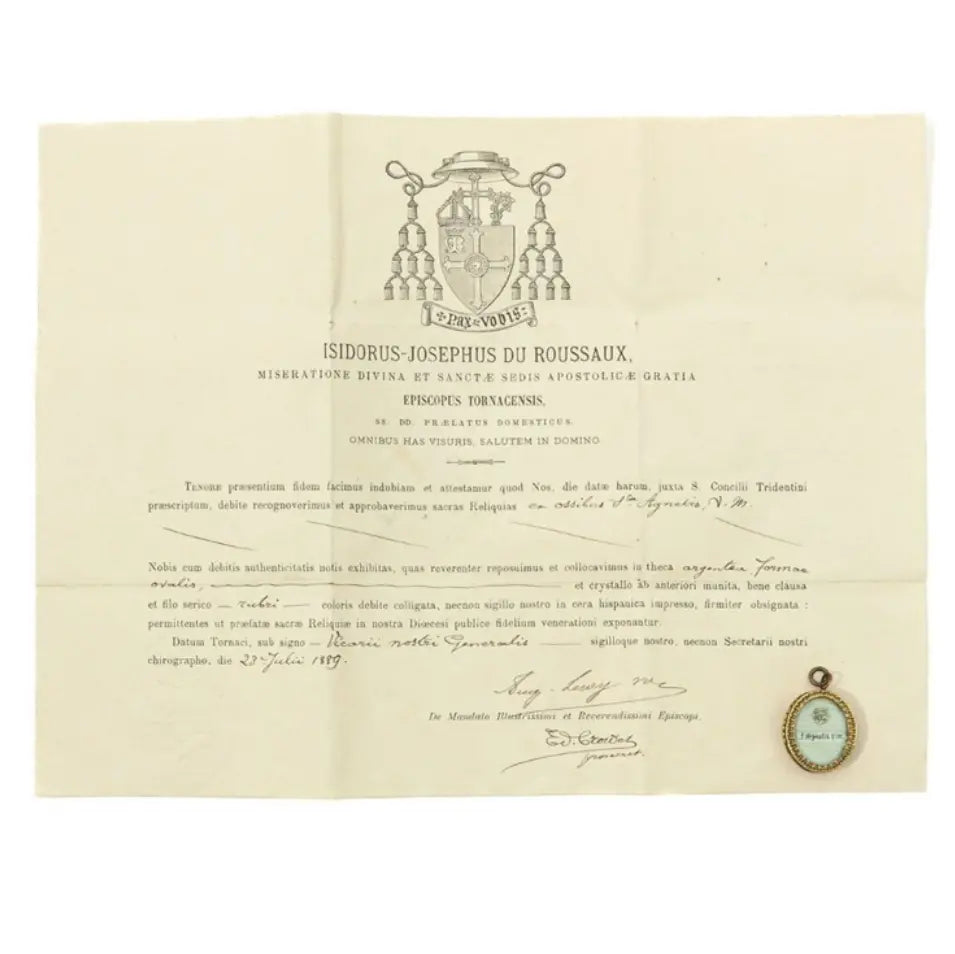 + PAX VOBIS
ISIDORUS-JOSEPHUS DU ROUSSAUX,
MISERATIONE DIVINA ET SANCTÆ SEDIS APOSTOLICÆ GRATIA
EPISCOPUS TORNACENSIS,
SS. DD. PRÆLATUS DOMESTICUS.
OMNIBUS HAS VISURIS, SALUTEM IN DOMINO
TENORE præsentium fidem facimus indubiam et attestamur quod Nos, die datæ harum, juxta S. Concilii Tridentini
præscriptum, debite recognoverimus et approbaverimus sacras Reliquias ex ossibus Stæ Agnetis, V. M.
Nobis cum debitis authenticitatis notis exhibitas, quas reverenter reposuimus et collocavimus in theca argentea formae
ovalis, et crystallo ab anteriori munita, bene clausa
et filo serico — rubri — coloris debite colligata, necnon sigillo nostro in cera hispanica impresso, firmiter obsignata :
permittentes ut præfatæ sacræ Reliquiæ in nostra Diœcesi publice fidelium venerationi exponantur.
Datum Tornaci, sub signo — Vicarii nostri Generalis — sigilloque nostro, necnon Secretarii nostri
chirographo, die 23 Julii 1889.
De Mandato Illustrissimi et Reverendissimi Episcopi,